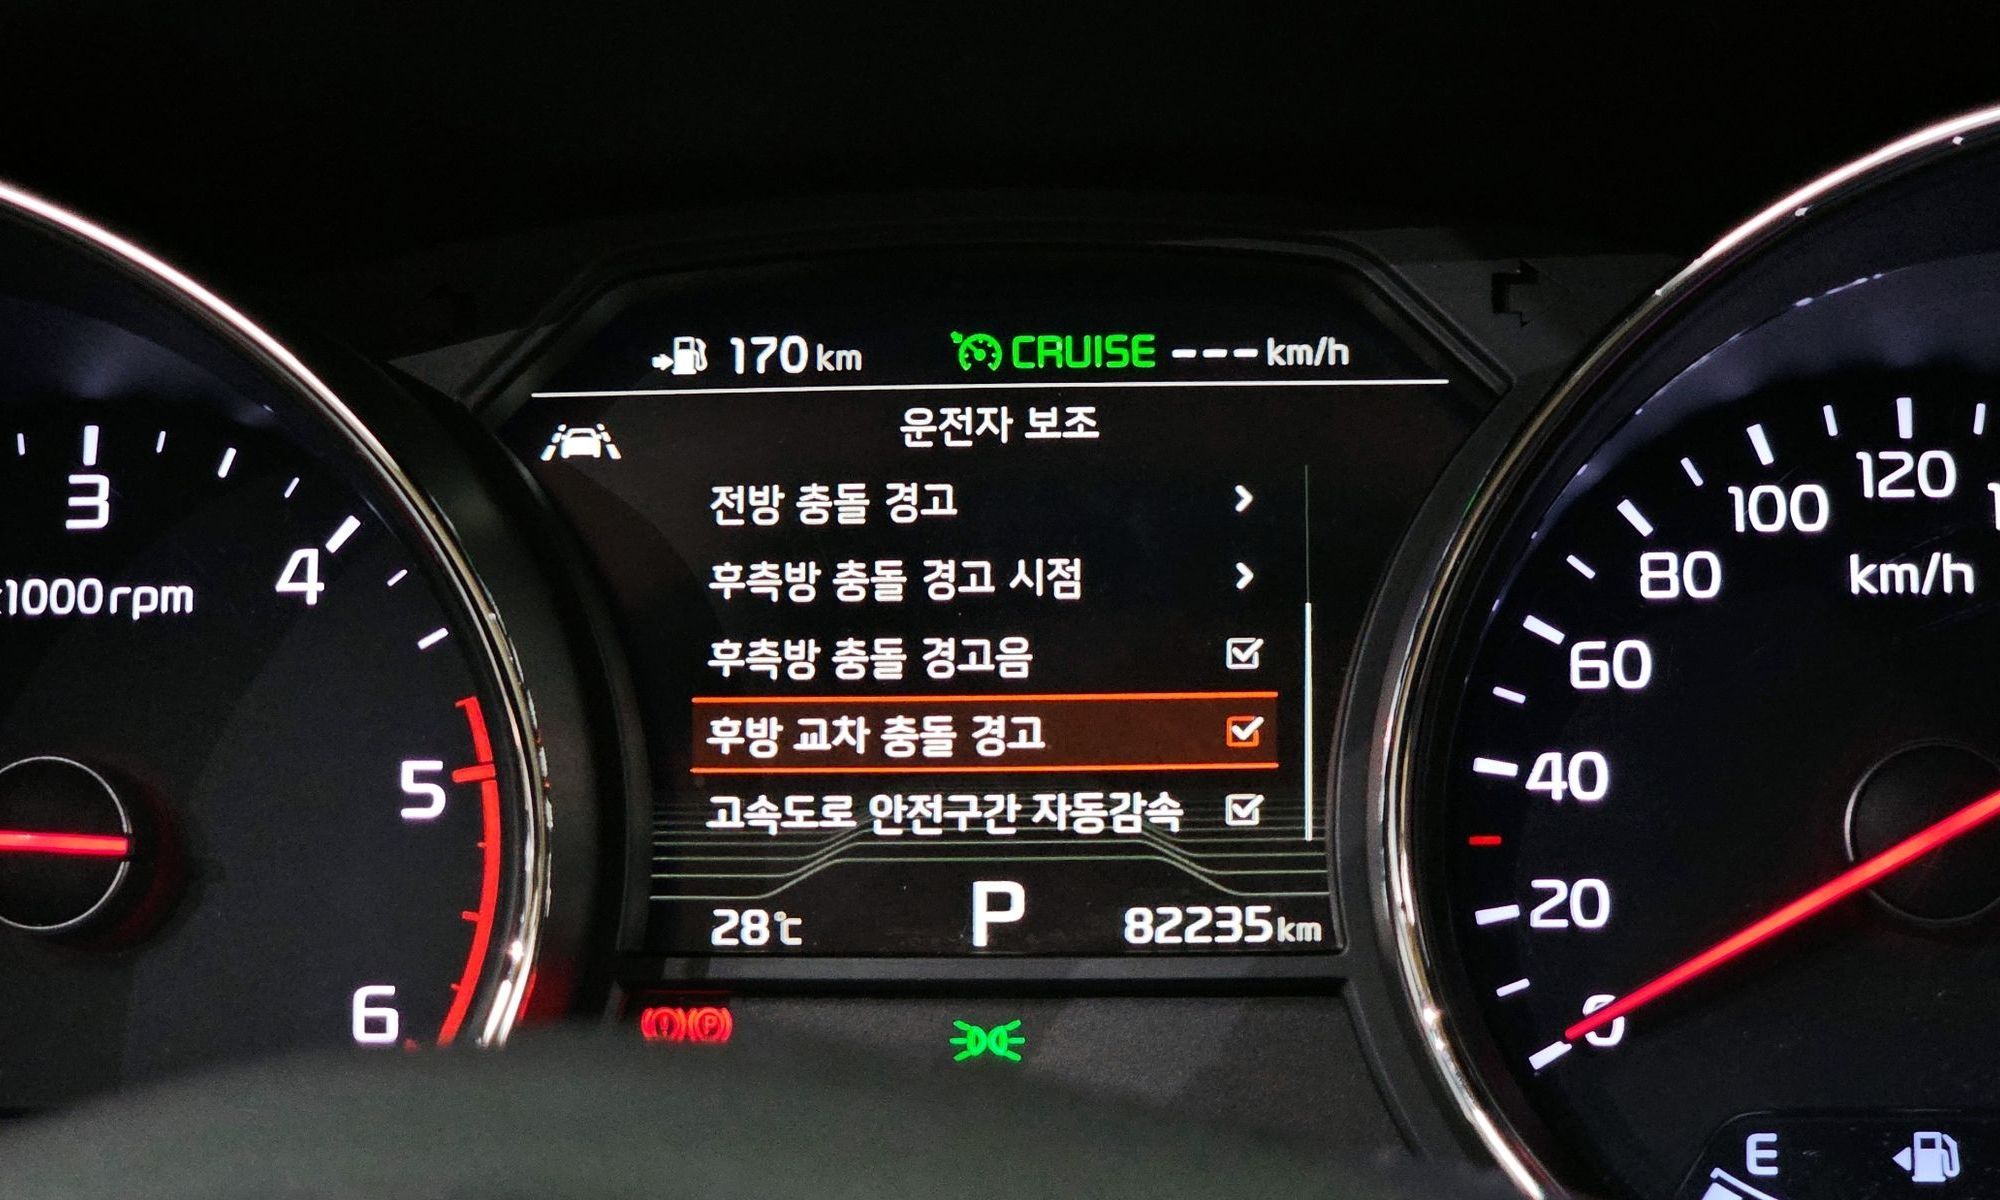 170 km CRUISE ---km/h
운전자 보조
전방 충돌 경고
후측방 충돌 경고 시점
후측방 충돌 경고음
후방 교차 충돌 경고
고속도로 안전구간 자동감속
28℃ P 82235km
3
4
x1000rpm
5
6
(!) (P)
120
100
80
km/h
60
40
20
0
E